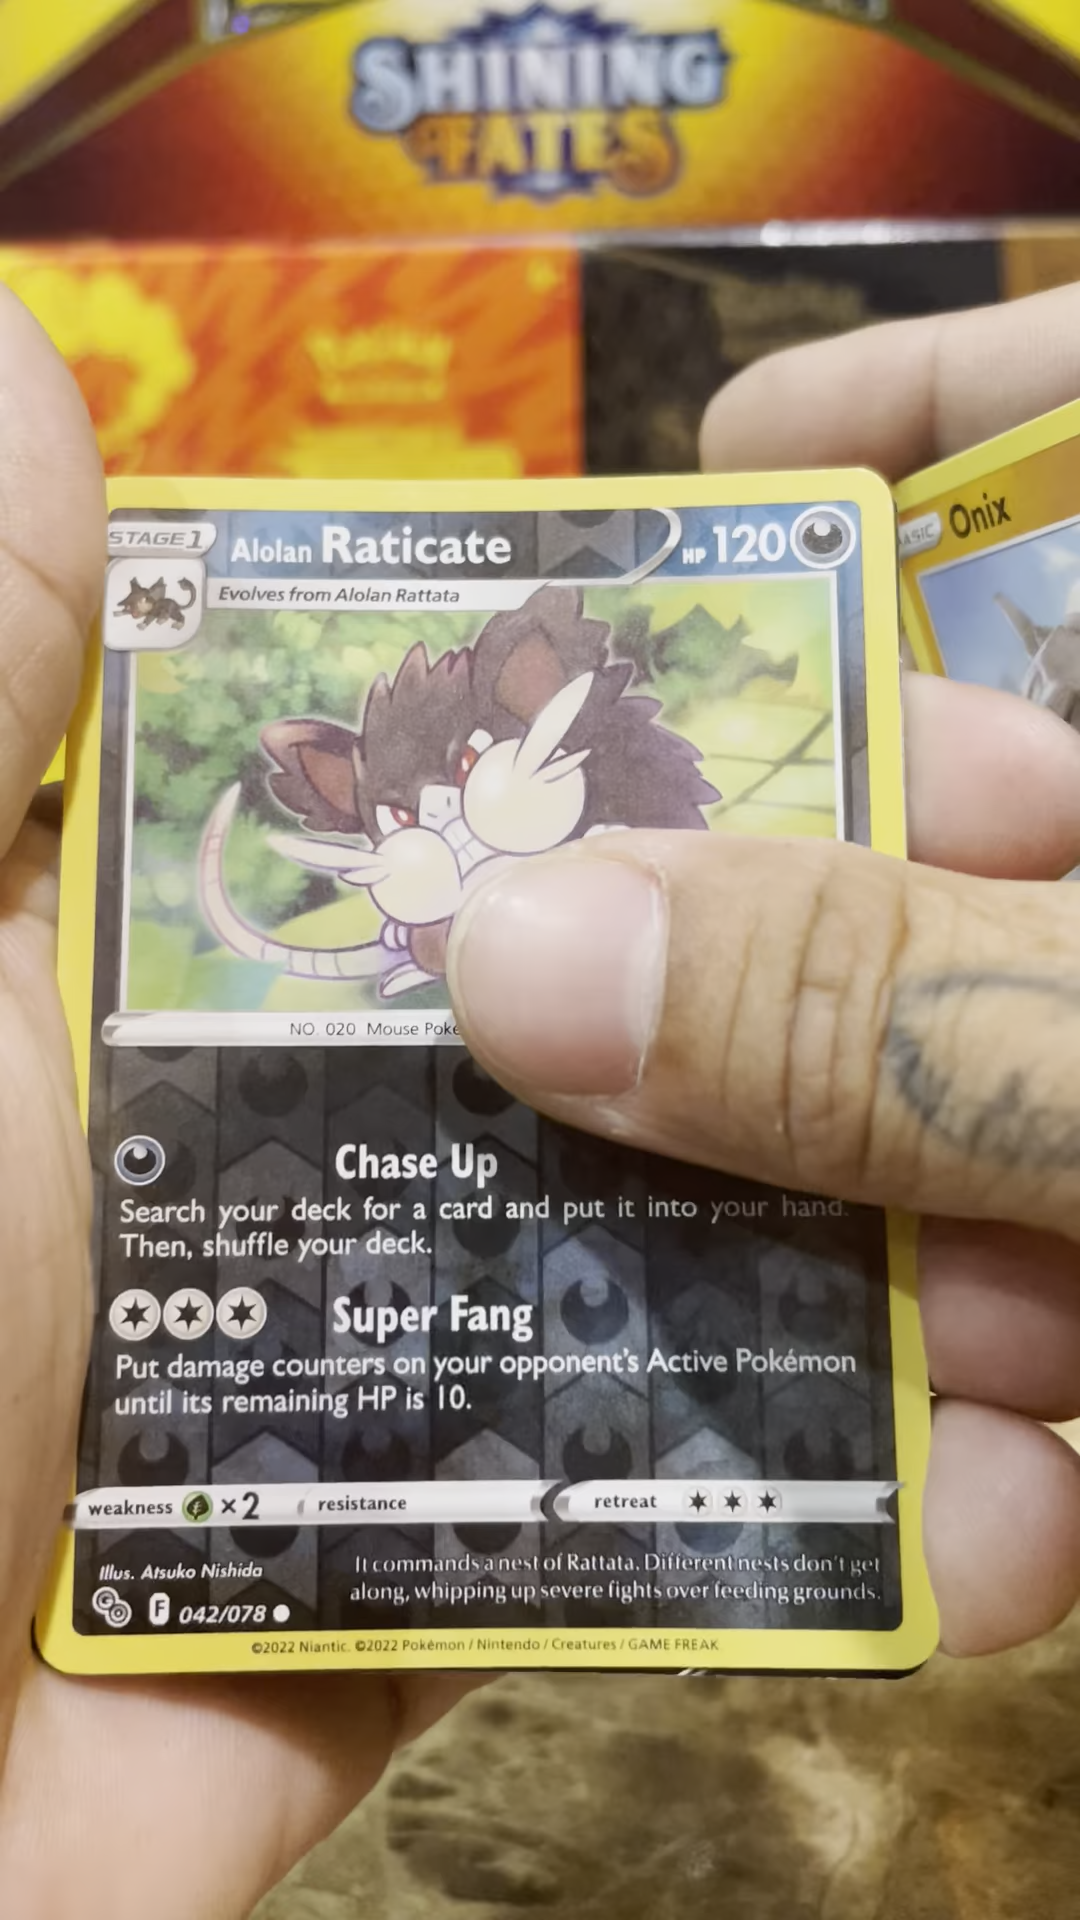 SHINING
FATES
STAGE 1
Alolan Raticate
HP 120
Onix
Evolves from Alolan Rattata
NO. 020 Mouse Poké
Chase Up
Search your deck for a card and put it into your hand.
Then, shuffle your deck.
Super Fang
Put damage counters on your opponent's Active Pokémon
until its remaining HP is 10.
weakness ×2 resistance retreat
Illus. Atsuko Nishida
It commands a nest of Rattata. Different nests don't get
along, whipping up severe fights over feeding grounds.
F 042/078
©2022 Niantic. ©2022 Pokémon / Nintendo / Creatures / GAME FREAK